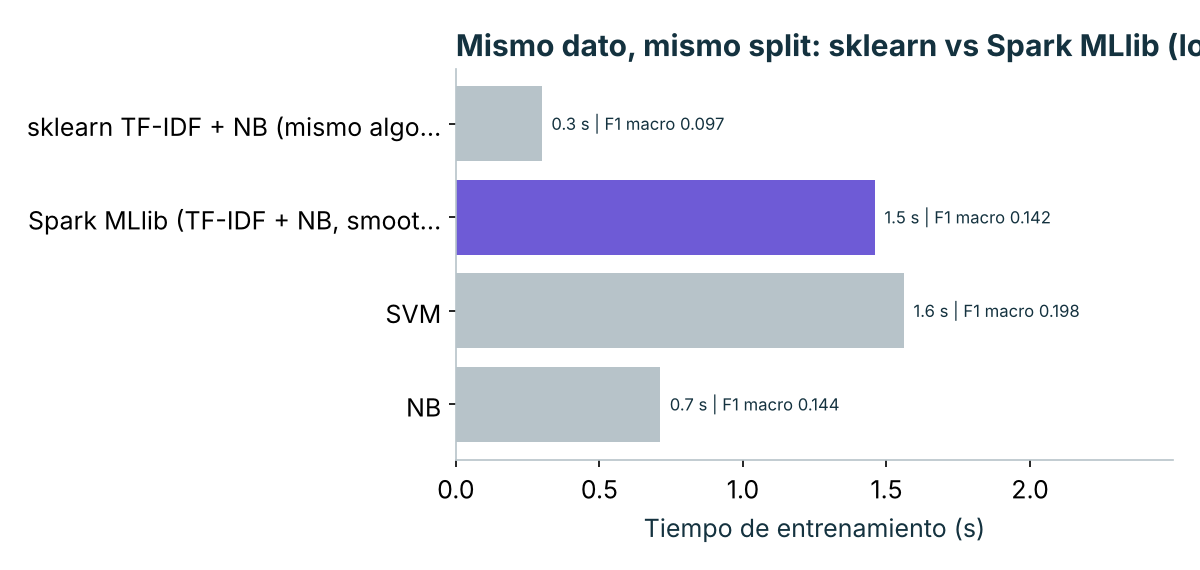 Mismo dato, mismo split: sklearn vs Spark MLlib (lo
sklearn TF-IDF + NB (mismo algo...
0.3 s | F1 macro 0.097
Spark MLlib (TF-IDF + NB, smoot...
1.5 s | F1 macro 0.142
SVM
1.6 s | F1 macro 0.198
NB
0.7 s | F1 macro 0.144
0.0 0.5 1.0 1.5 2.0
Tiempo de entrenamiento (s)